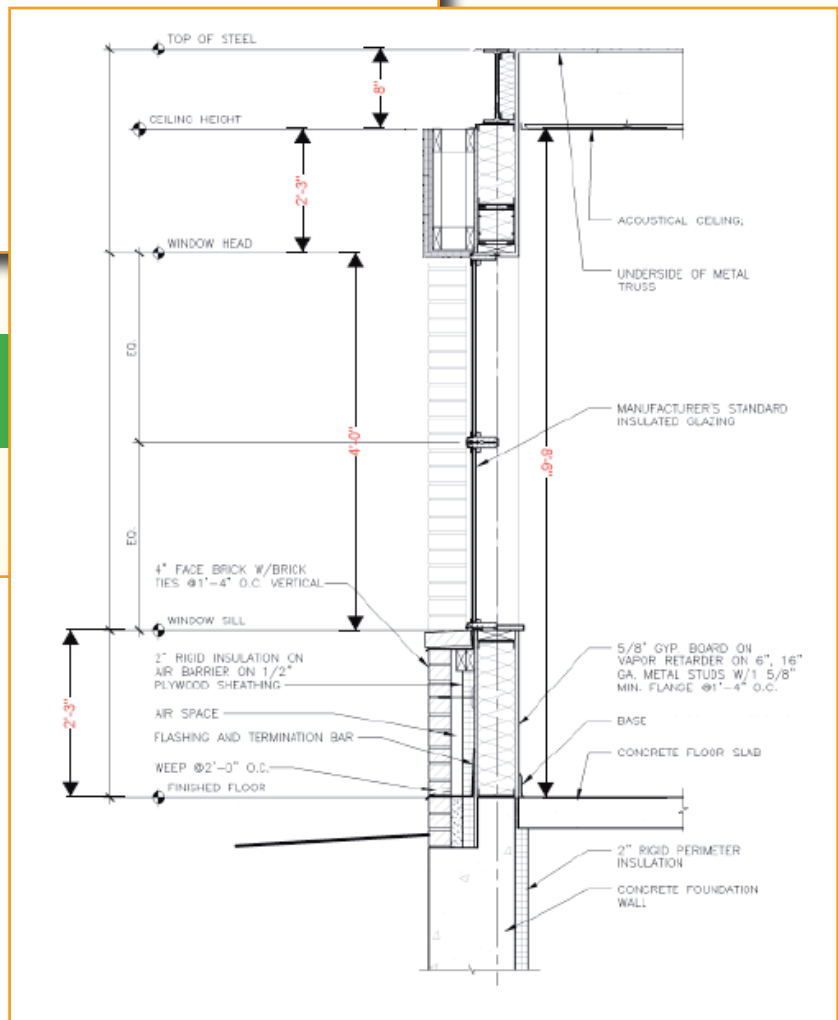 TOP OF STEEL
8"
CEILING HEIGHT
2'-3"
ACOUSTICAL CEILING;
WINDOW HEAD
UNDERSIDE OF METAL
TRUSS
EQ.
MANUFACTURER'S STANDARD
INSULATED GLAZING
4'-0"
8'-6"
EQ.
4" FACE BRICK W/BRICK
TIES @1'-4" O.C. VERTICAL
WINDOW SILL
2" RIGID INSULATION ON
AIR BARRIER ON 1/2"
PLYWOOD SHEATHING
5/8" GYP. BOARD ON
VAPOR RETARDER ON 6", 16"
GA. METAL STUDS W/1 5/8"
MIN. FLANGE @1'-4" O.C.
2'-3"
AIR SPACE
BASE
FLASHING AND TERMINATION BAR
CONCRETE FLOOR SLAB
WEEP @2'-0" O.C.
FINISHED FLOOR
2" RIGID PERIMETER
INSULATION
CONCRETE FOUNDATION
WALL